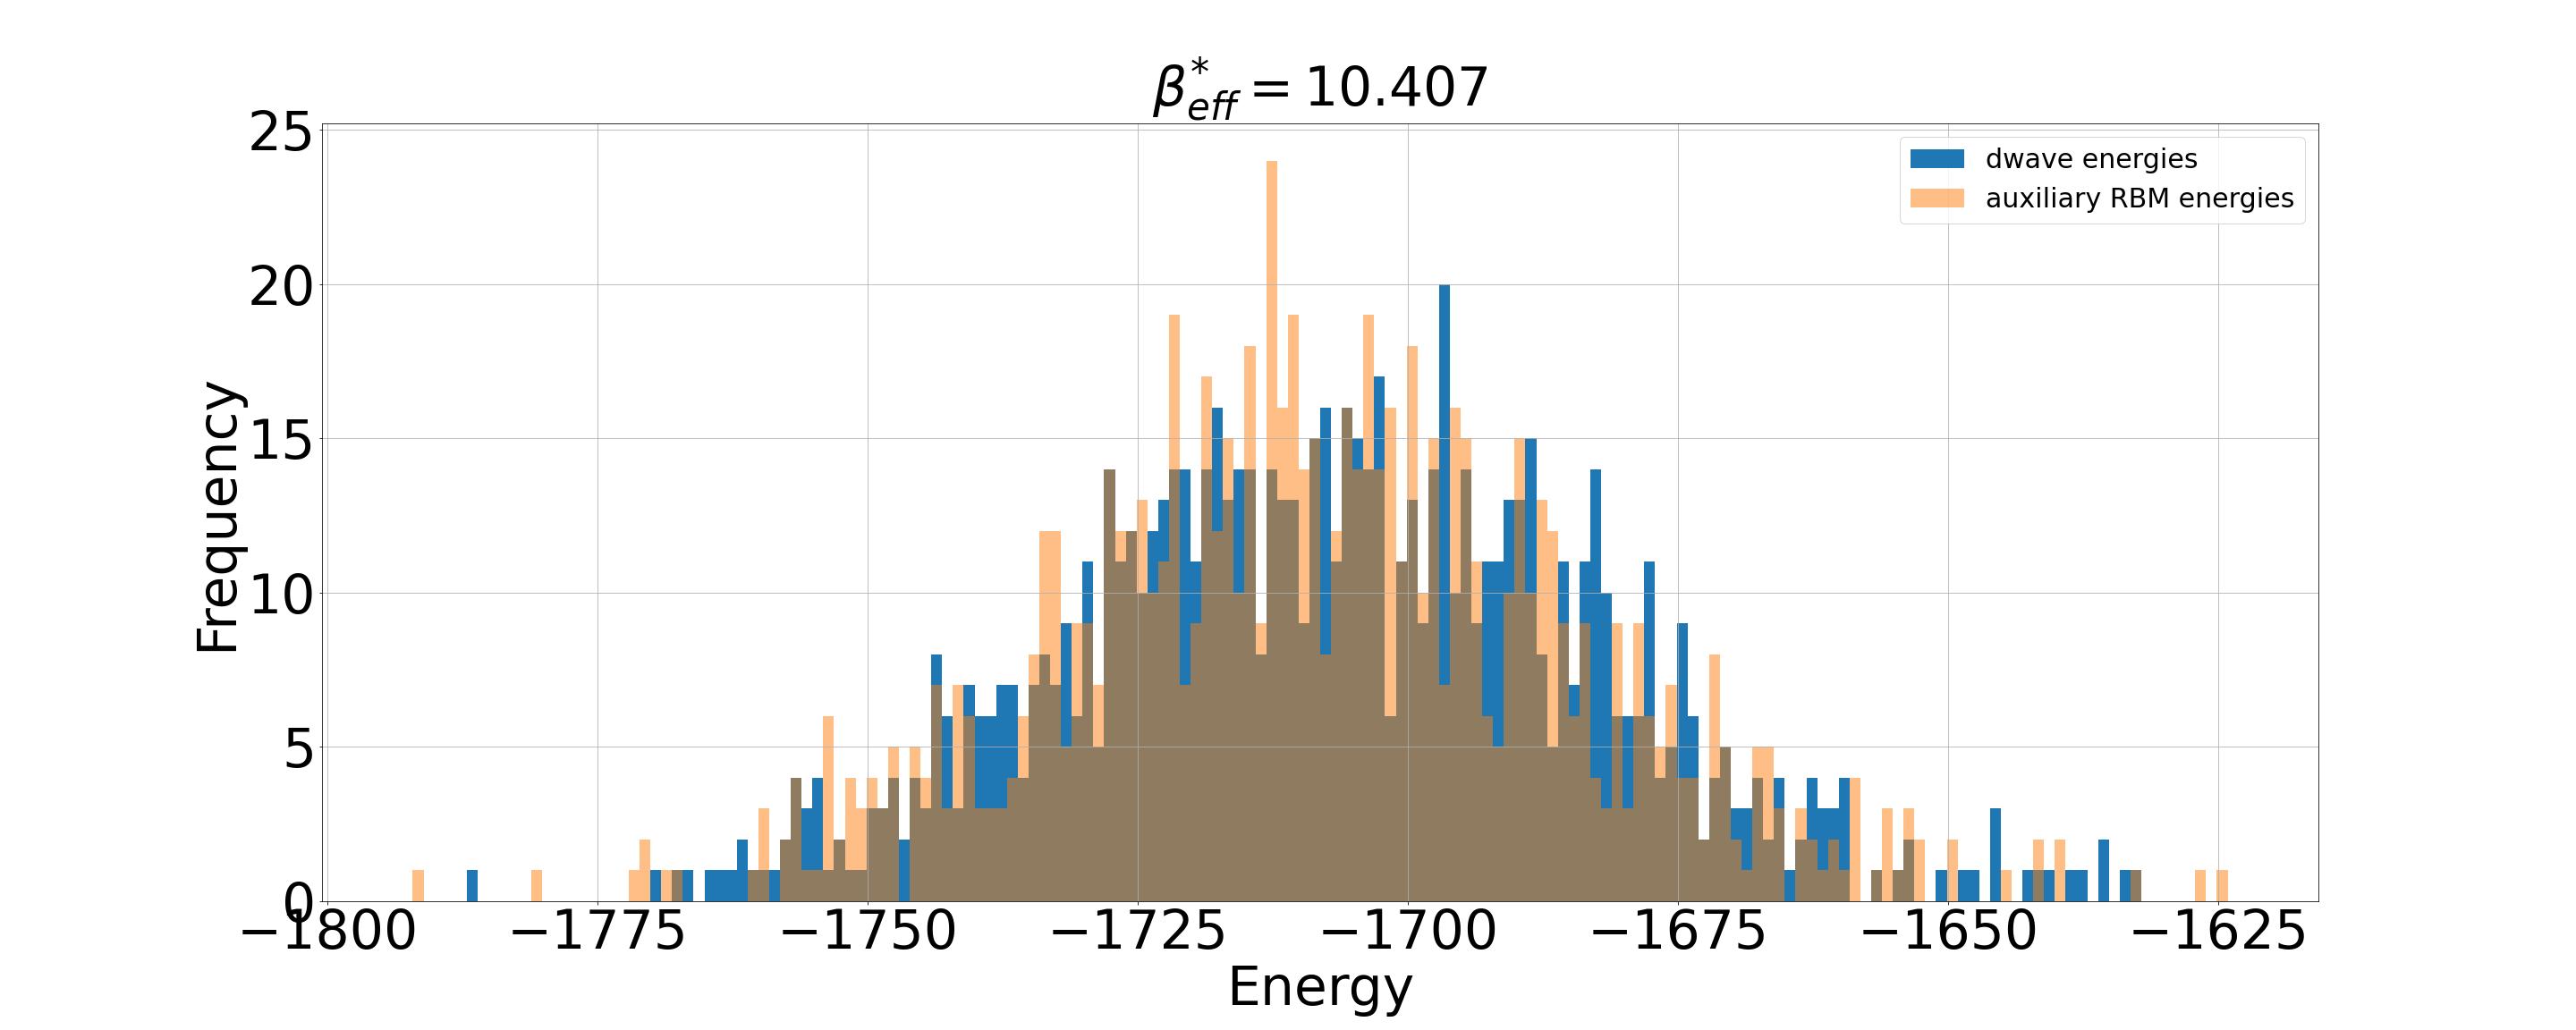 β*eff = 10.407
25
20
15
10
5
0
Frequency
dwave energies
auxiliary RBM energies
−1800 −1775 −1750 −1725 −1700 −1675 −1650 −1625
Energy